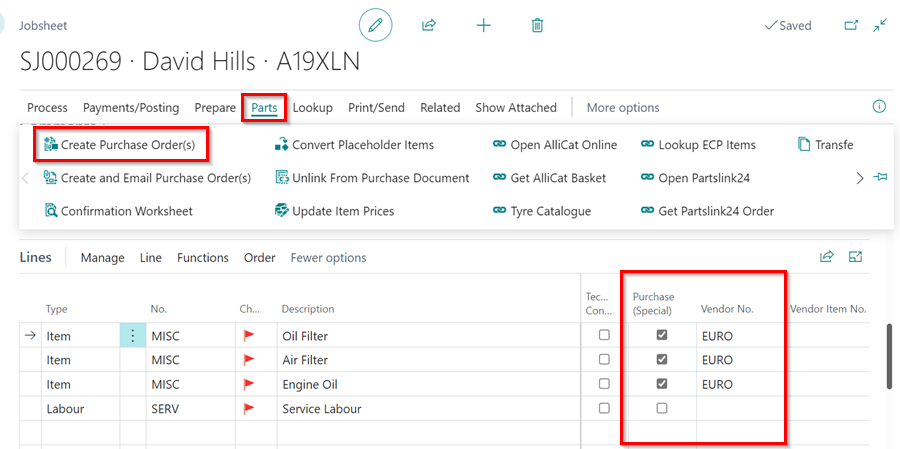 Jobsheet
Saved
SJ000269 · David Hills · A19XLN
Process Payments/Posting Prepare Parts Lookup Print/Send Related Show Attached More options
Create Purchase Order(s) Convert Placeholder Items Open AlliCat Online Lookup ECP Items Transfe
Create and Email Purchase Order(s) Unlink From Purchase Document Get AlliCat Basket Open Partslink24
Confirmation Worksheet Update Item Prices Tyre Catalogue Get Partslink24 Order
Lines Manage Line Functions Order Fewer options
Type No. Ch... Description Tec... Con... Purchase (Special) Vendor No. Vendor Item No.
Item MISC Oil Filter EURO
Item MISC Air Filter EURO
Item MISC Engine Oil EURO
Labour SERV Service Labour